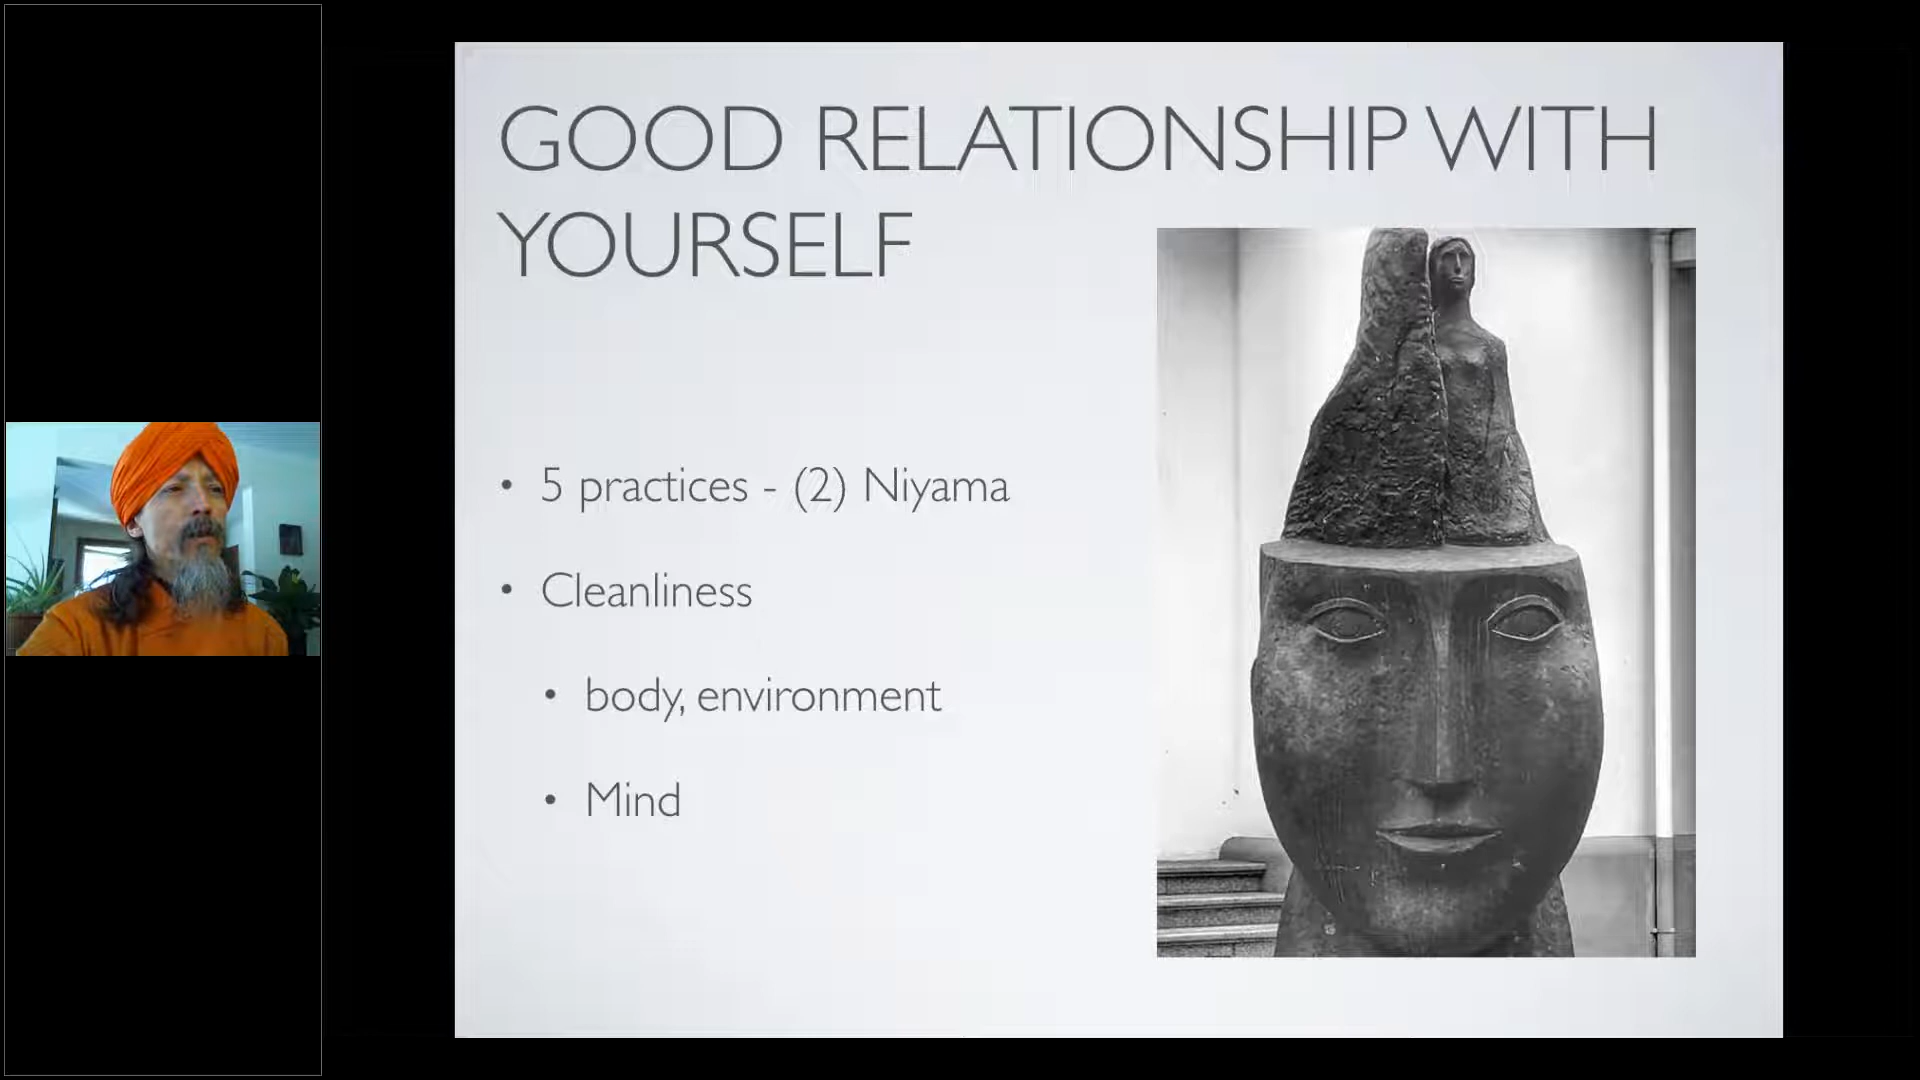 GOOD RELATIONSHIP WITH
YOURSELF
• 5 practices - (2) Niyama
• Cleanliness
• body, environment
• Mind